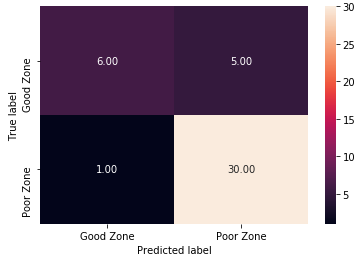 True label
Good Zone
6.00
5.00
Poor Zone
1.00
30.00
Good Zone
Poor Zone
Predicted label
30
25
20
15
10
5